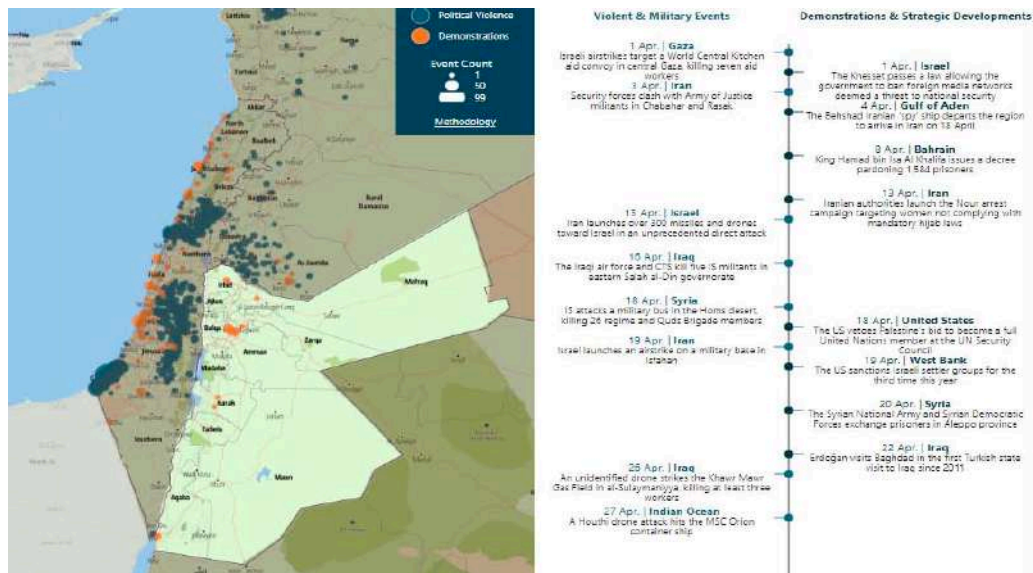 Political Violence
Demonstrations
Event Count
1
50
99
Methodology
Lattakia
Tartous
Akkar
North
Lebanon
Baalbek
Rural
Damascus
Northern
Haifa
As-Sweida
Irbid
Mafraq
Ajlun
Balqa
Amman
Zarqa
Jerusalem
Madaba
Karak
Tafiela
Southern
Maan
Aqaba
Violent & Military Events
1 Apr. | Gaza
Israeli airstrikes target a World Central Kitchen
aid convoy in central Gaza, killing seven aid
workers
3 Apr. | Iran
Security forces clash with Army of Justice
militants in Chabahar and Rasak
13 Apr. | Israel
Iran launches over 300 missiles and drones
toward Israel in an unprecedented direct attack
16 Apr. | Iraq
The Iraqi air force and CTS kill five IS militants in
eastern Salah al-Din governorate
18 Apr. | Syria
IS attacks a military bus in the Homs desert,
killing 26 regime and Quds Brigade members
19 Apr. | Iran
Israel launches an airstrike on a military base in
Isfahan
26 Apr. | Iraq
An unidentified drone strikes the Khawr Mawr
Gas Field in al-Sulaymaniyya, killing at least three
workers
27 Apr. | Indian Ocean
A Houthi drone attack hits the MSC Orion
container ship
Demonstrations & Strategic Developments
1 Apr. | Israel
The Knesset passes a law allowing the
government to ban foreign media networks
deemed a threat to national security
4 Apr. | Gulf of Aden
The Behshad Iranian 'spy' ship departs the region
to arrive in Iran on 18 April
8 Apr. | Bahrain
King Hamad bin Isa Al Khalifa issues a decree
pardoning 1,584 prisoners
13 Apr. | Iran
Iranian authorities launch the Nour arrest
campaign targeting women not complying with
mandatory hijab laws
18 Apr. | United States
The US vetoes Palestine's bid to become a full
United Nations member at the UN Security
Council
19 Apr. | West Bank
The US sanctions Israeli settler groups for the
third time this year
20 Apr. | Syria
The Syrian National Army and Syrian Democratic
Forces exchange prisoners in Aleppo province
22 Apr. | Iraq
Erdoğan visits Baghdad in the first Turkish state
visit to Iraq since 2011